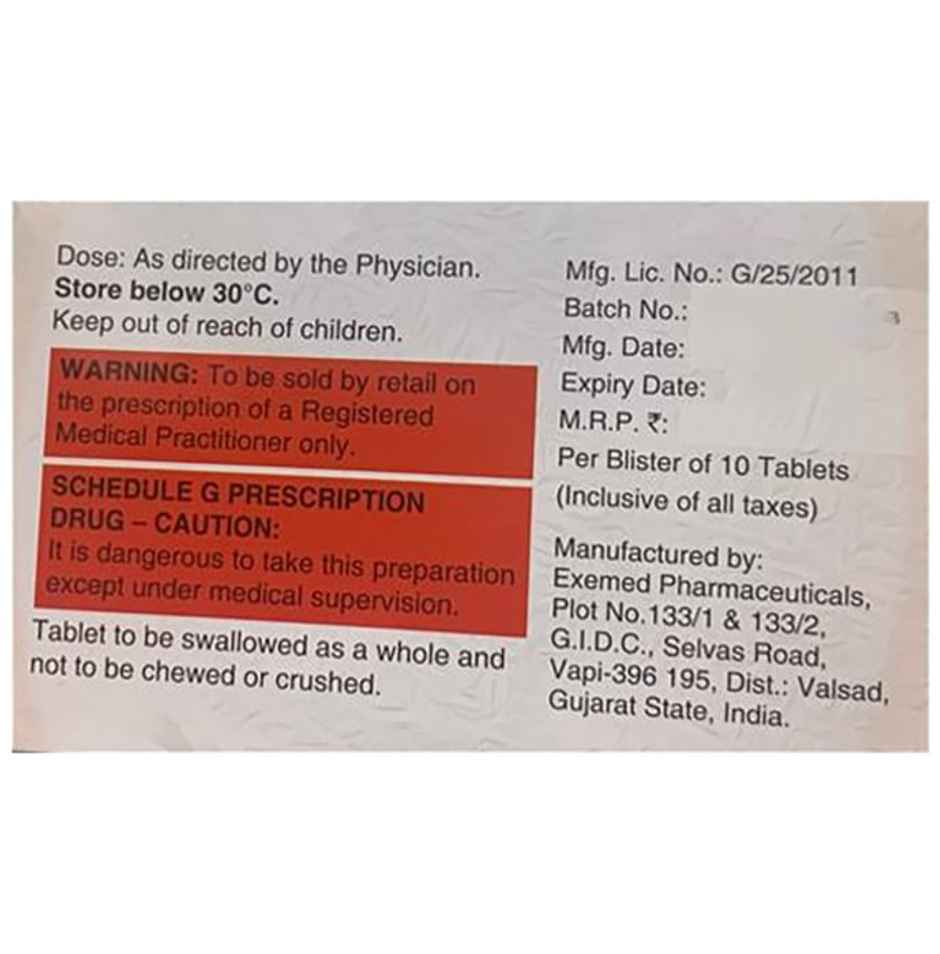 Dose: As directed by the Physician.
Store below 30°C.
Keep out of reach of children.
WARNING: To be sold by retail on
the prescription of a Registered
Medical Practitioner only.
SCHEDULE G PRESCRIPTION
DRUG – CAUTION:
It is dangerous to take this preparation
except under medical supervision.
Tablet to be swallowed as a whole and
not to be chewed or crushed.
Mfg. Lic. No.: G/25/2011
Batch No.:
Mfg. Date:
Expiry Date:
M.R.P. ₹:
Per Blister of 10 Tablets
(Inclusive of all taxes)
Manufactured by:
Exemed Pharmaceuticals,
Plot No.133/1 & 133/2,
G.I.D.C., Selvas Road,
Vapi-396 195, Dist.: Valsad,
Gujarat State, India.